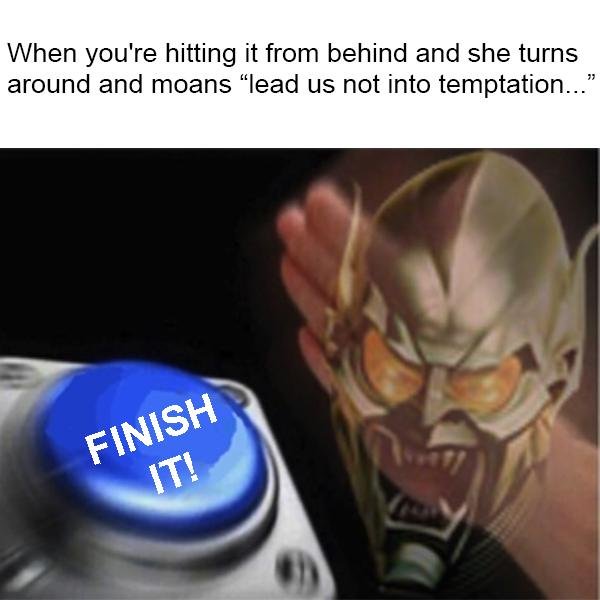 When you're hitting it from behind and she turns
around and moans “lead us not into temptation...”
FINISH
IT!